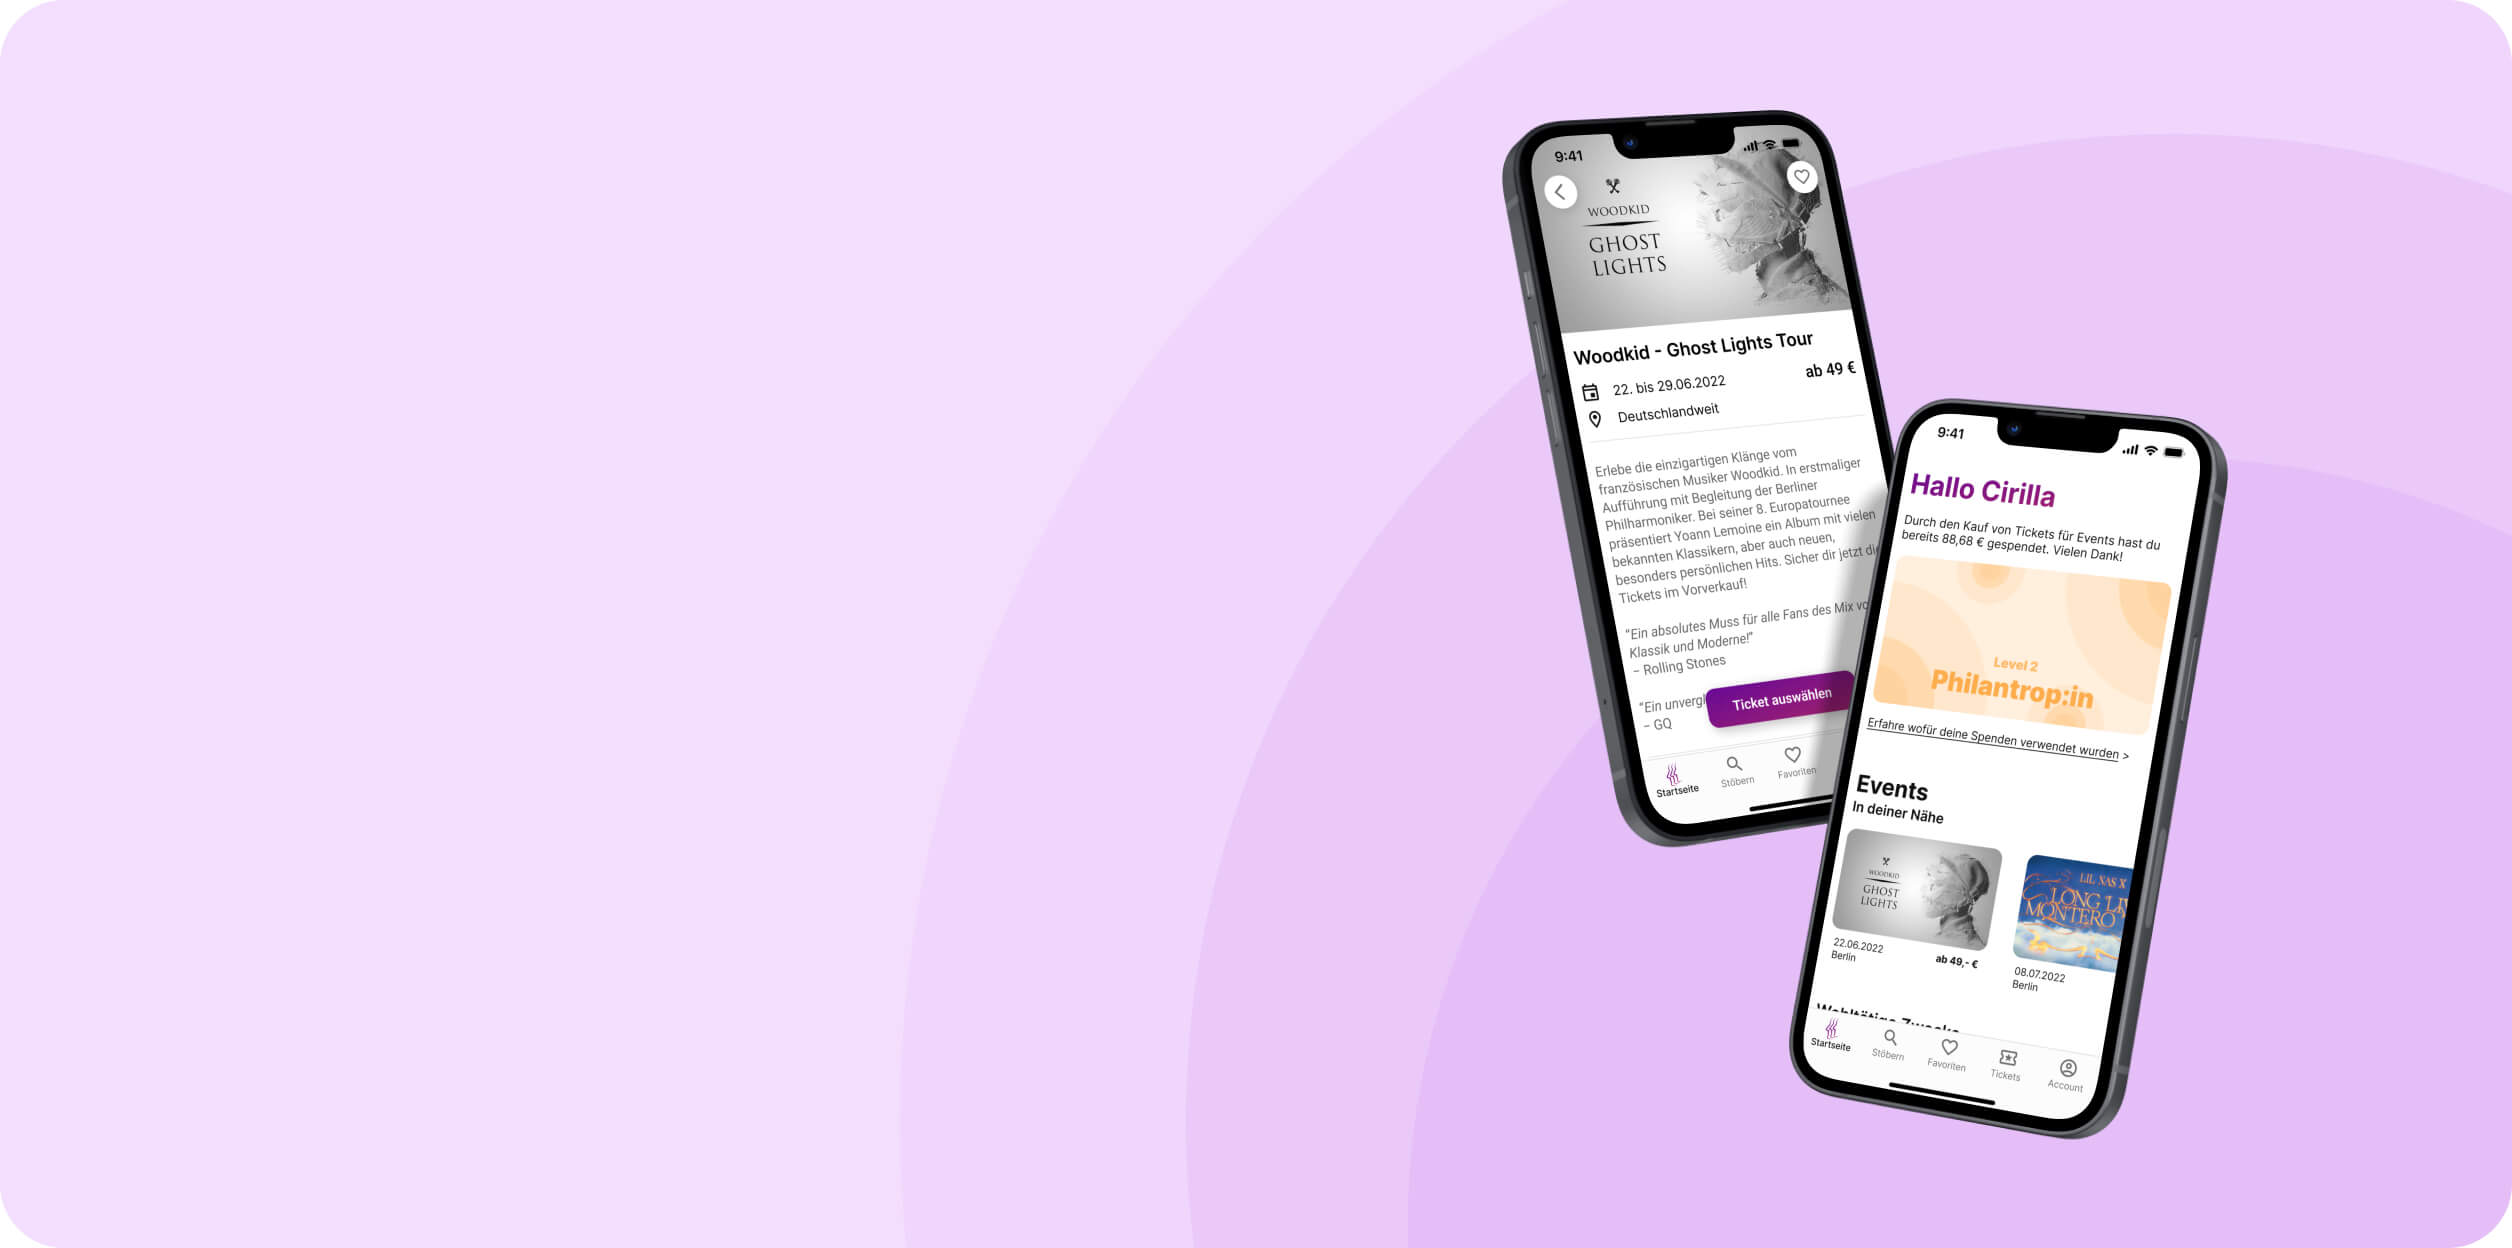 9:41
WOODKID
GHOST
LIGHTS
Woodkid - Ghost Lights Tour
22. bis 29.06.2022
ab 49 €
Deutschlandweit
Erlebe die einzigartigen Klänge vom
französischen Musiker Woodkid. In erstmaliger
Aufführung mit Begleitung der Berliner
Philharmoniker. Bei seiner 8. Europatournee
präsentiert Yoann Lemoine ein Album mit vielen
bekannten Klassikern, aber auch neuen,
besonders persönlichen Hits. Sicher dir jetzt die
Tickets im Vorverkauf!
"Ein absolutes Muss für alle Fans des Mix
Klassik und Moderne!"
– Rolling Stones
"Ein
– GQ
Ticket auswählen
Startseite
Stöbern
Favoriten
9:41
Hallo Cirilla
Durch den Kauf von Tickets für Events hast du
bereits 88,68 € gespendet. Vielen Dank!
Level 2
Philantrop:in
Erfahre wofür deine Spenden verwendet wurden >
Events
In deiner Nähe
WOODKID
GHOST
LIGHTS
22.06.2022
Berlin
ab 49,- €
LIL NAS X
LONG LI
MONTERO
08.07.2022
Berlin
Wohltätige Zwecke
Startseite
Stöbern
Favoriten
Tickets
Account